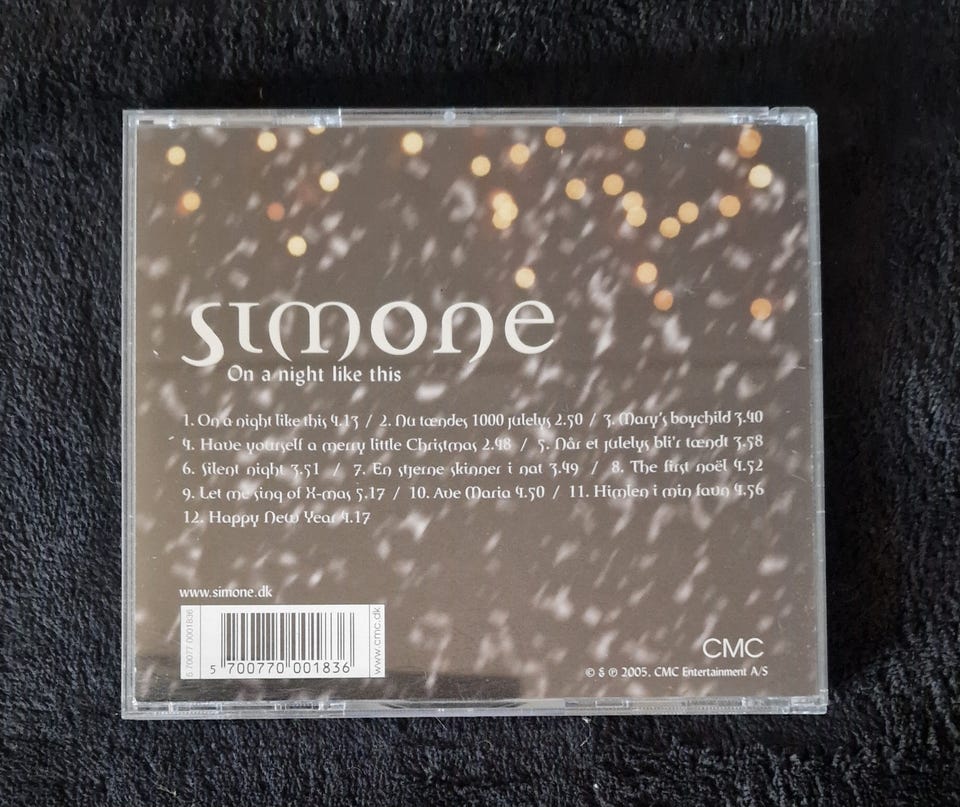 simone
On a night like this
1. On a night like this 4.13 / 2. Nu tændes 1000 julelys 2.50 / 3. Mary's boychild 3.40
4. Have yourself a merry little Christmas 2.48 / 5. Når et julelys bli'r tændt 3.58
6. Silent night 3.51 / 7. En stjerne skinner i nat 3.49 / 8. The first noël 4.52
9. Let me sing of X-mas 5.17 / 10. Ave Maria 4.50 / 11. Himlen i min favn 4.56
12. Happy New Year 4.17
www.simone.dk
5 70077 0001836
5 700770 001836
www.cmc.dk
CMC
© & ℗ 2005. CMC Entertainment A/S